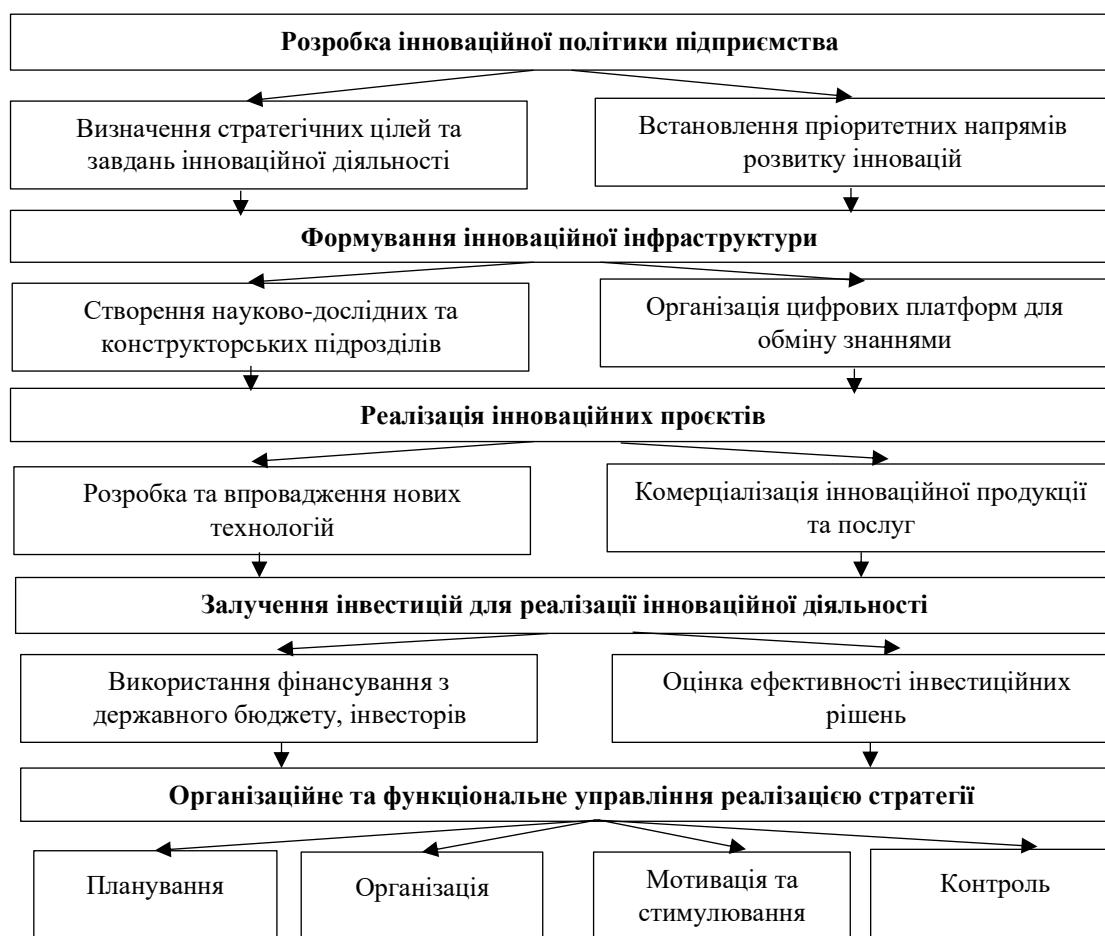 Розробка інноваційної політики підприємства
Визначення стратегічних цілей та
завдань інноваційної діяльності
Встановлення пріоритетних напрямів
розвитку інновацій
Формування інноваційної інфраструктури
Створення науково-дослідних та
конструкторських підрозділів
Організація цифрових платформ для
обміну знаннями
Реалізація інноваційних проєктів
Розробка та впровадження нових
технологій
Комерціалізація інноваційної продукції
та послуг
Залучення інвестицій для реалізації інноваційної діяльності
Використання фінансування з
державного бюджету, інвесторів
Оцінка ефективності інвестиційних
рішень
Організаційне та функціональне управління реалізацією стратегії
Планування
Організація
Мотивація та
стимулювання
Контроль